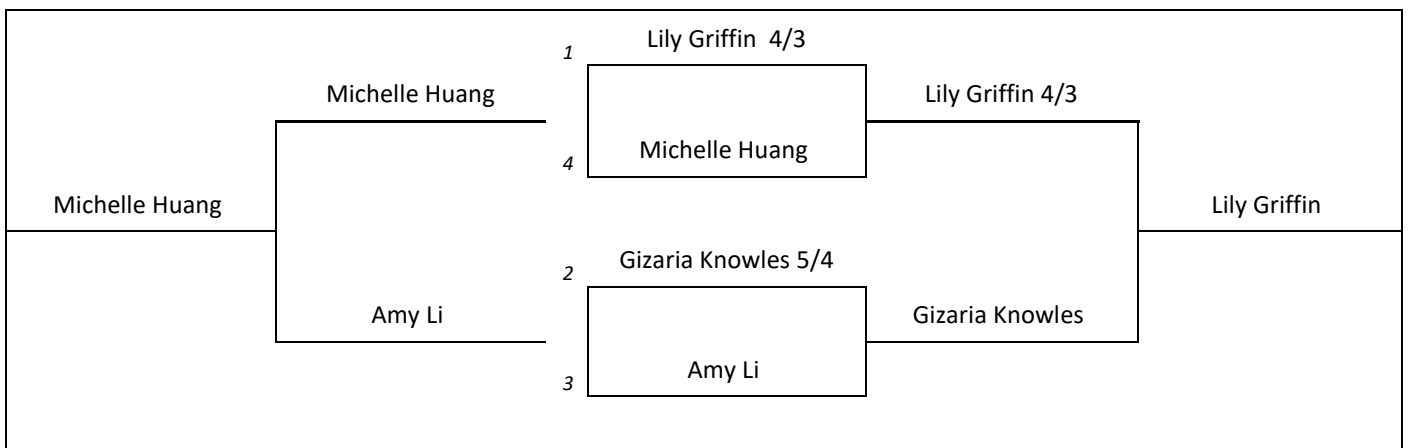 1
Lily Griffin 4/3
Michelle Huang
Lily Griffin 4/3
4
Michelle Huang
Michelle Huang
Lily Griffin
2
Gizaria Knowles 5/4
Amy Li
Gizaria Knowles
3
Amy Li